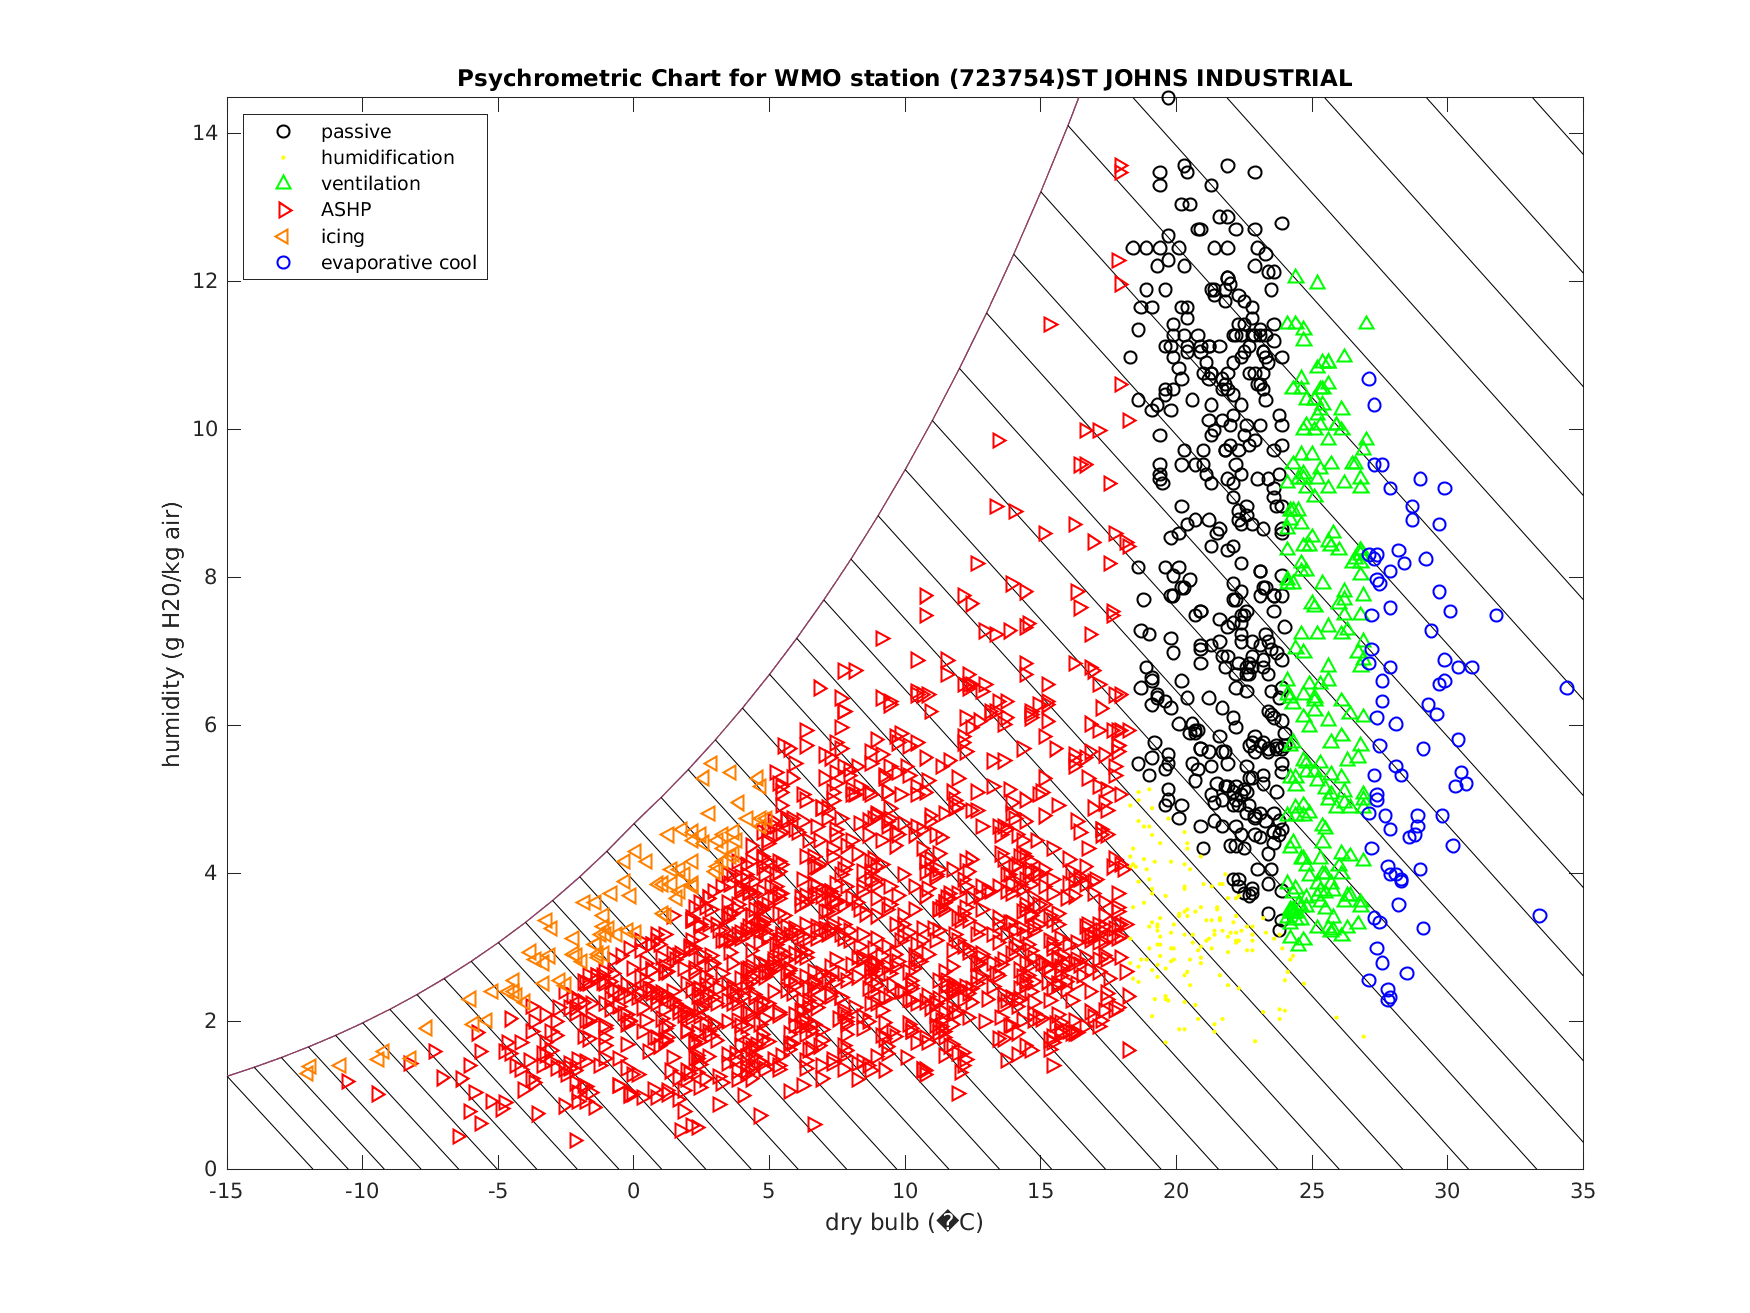 Psychrometric Chart for WMO station (723754)ST JOHNS INDUSTRIAL
passive
humidification
ventilation
ASHP
icing
evaporative cool
humidity (g H20/kg air)
14
12
10
8
6
4
2
0
-15 -10 -5 0 5 10 15 20 25 30 35
dry bulb (�C)